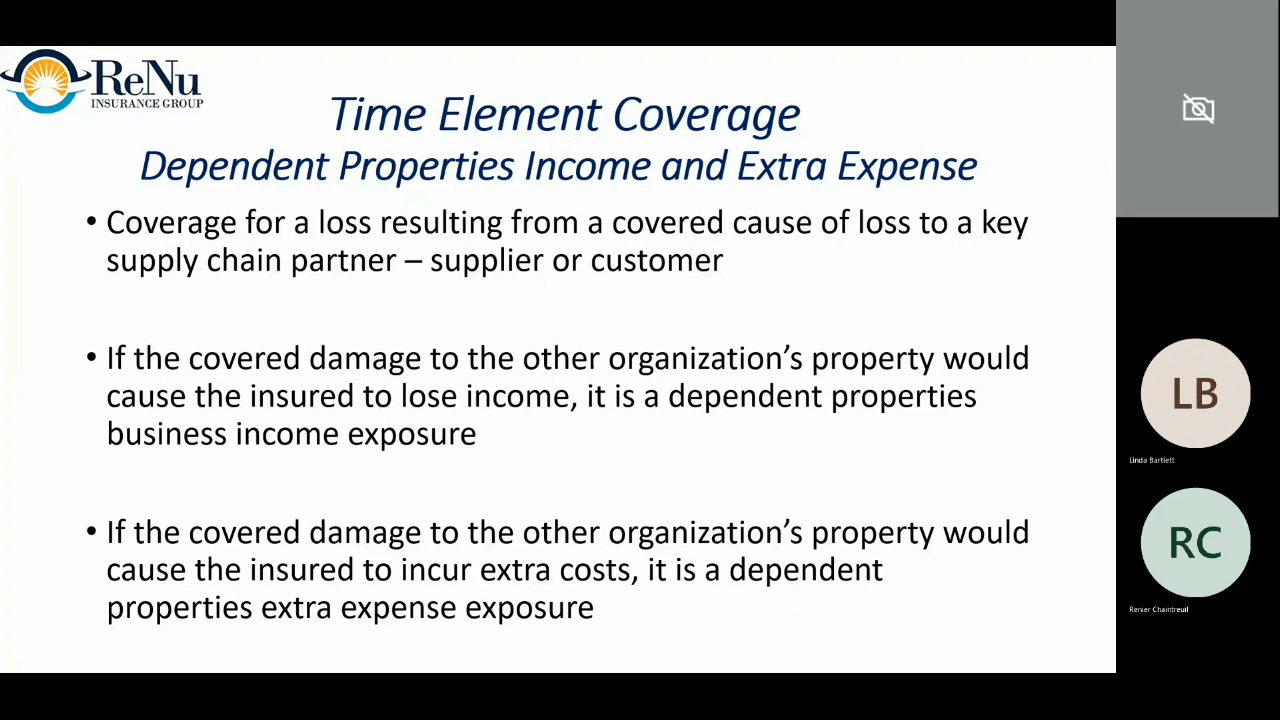 ReNu
INSURANCE GROUP
Time Element Coverage
Dependent Properties Income and Extra Expense
• Coverage for a loss resulting from a covered cause of loss to a key
supply chain partner – supplier or customer
• If the covered damage to the other organization’s property would
cause the insured to lose income, it is a dependent properties
business income exposure
• If the covered damage to the other organization’s property would
cause the insured to incur extra costs, it is a dependent
properties extra expense exposure
LB
Linda Bartlett
RC
Renier Chaintreuil